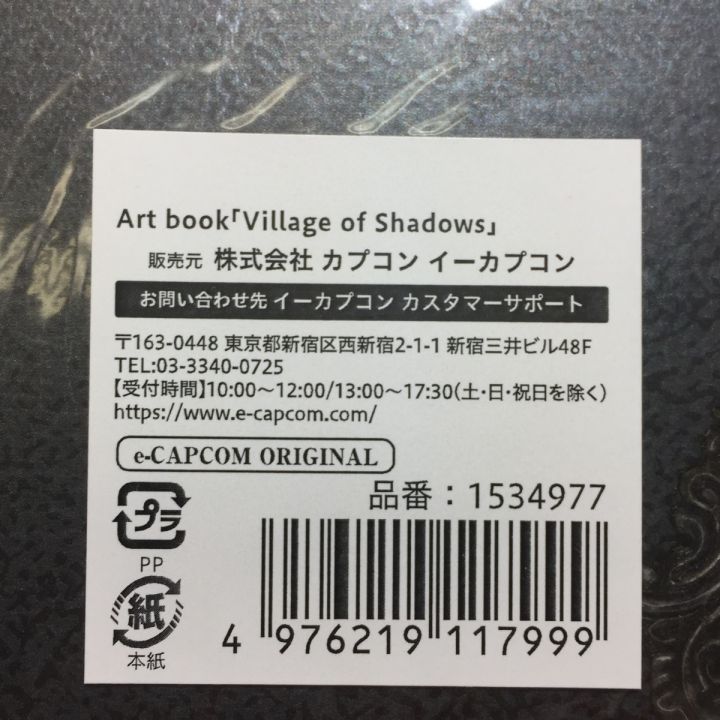 Art book「Village of Shadows」
販売元 株式会社 カプコン イーカプコン
お問い合わせ先 イーカプコン カスタマーサポート
〒163-0448 東京都新宿区西新宿2-1-1 新宿三井ビル48F
TEL:03-3340-0725
【受付時間】10:00～12:00/13:00～17:30(土・日・祝日を除く)
https://www.e-capcom.com/
e-CAPCOM ORIGINAL
品番：1534977
プラ
PP
紙
本紙
4 976219 117999